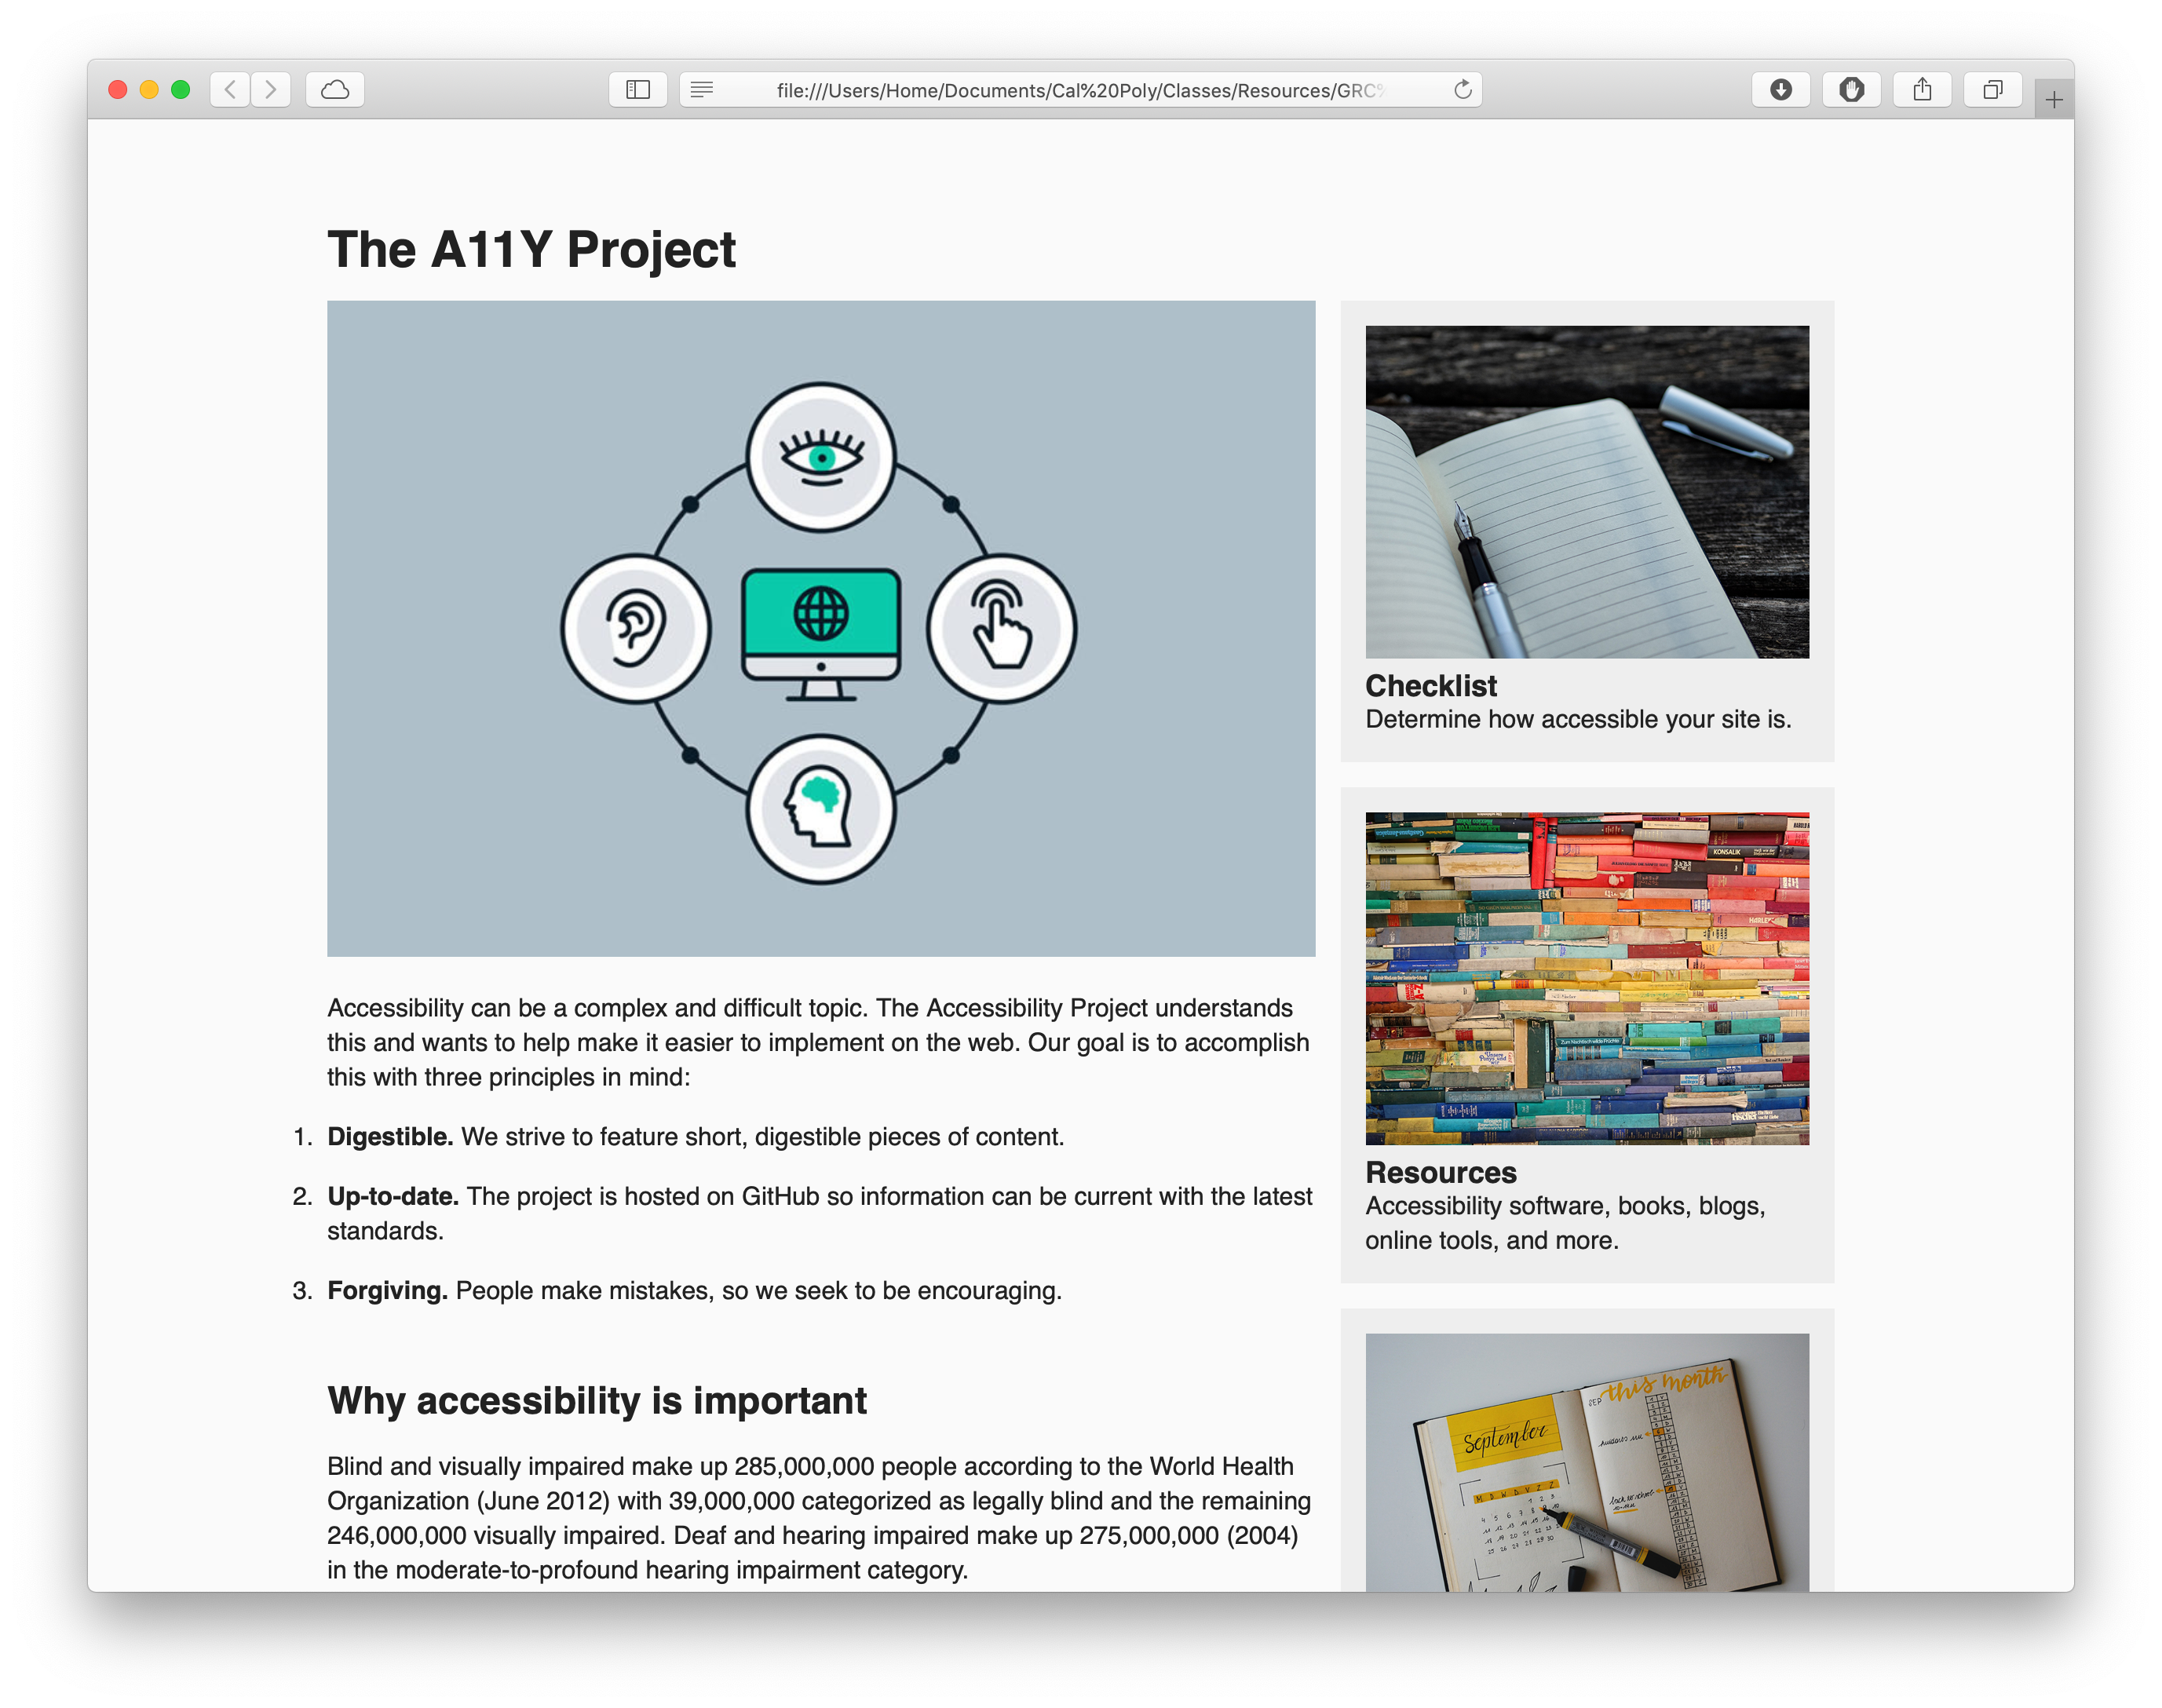 file:///Users/Home/Documents/Cal%20Poly/Classes/Resources/GRC%
The A11Y Project
Accessibility can be a complex and difficult topic. The Accessibility Project understands
this and wants to help make it easier to implement on the web. Our goal is to accomplish
this with three principles in mind:
1. Digestible. We strive to feature short, digestible pieces of content.
2. Up-to-date. The project is hosted on GitHub so information can be current with the latest
standards.
3. Forgiving. People make mistakes, so we seek to be encouraging.
Why accessibility is important
Blind and visually impaired make up 285,000,000 people according to the World Health
Organization (June 2012) with 39,000,000 categorized as legally blind and the remaining
246,000,000 visually impaired. Deaf and hearing impaired make up 275,000,000 (2004)
in the moderate-to-profound hearing impairment category.
Checklist
Determine how accessible your site is.
KONSALIK
Resources
Accessibility software, books, blogs,
online tools, and more.
September
SEP this month
M D W D V Z Z